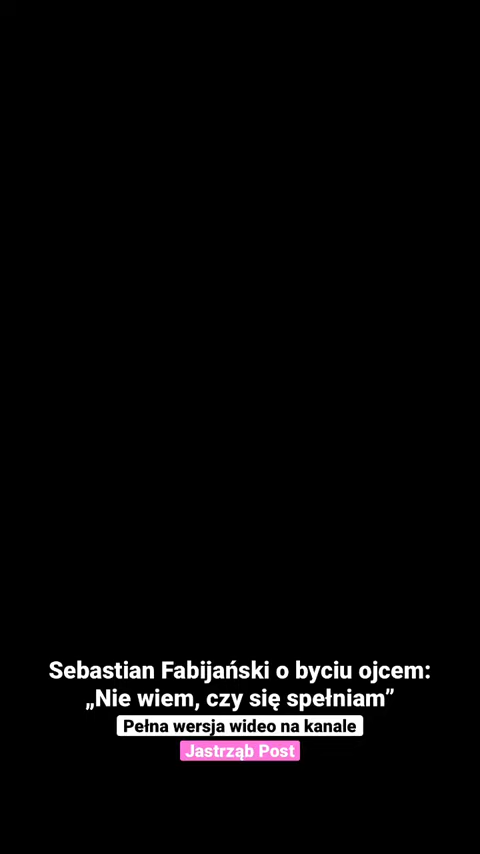 Sebastian Fabijański o byciu ojcem:
„Nie wiem, czy się spełniam”
Pełna wersja wideo na kanale
Jastrząb Post